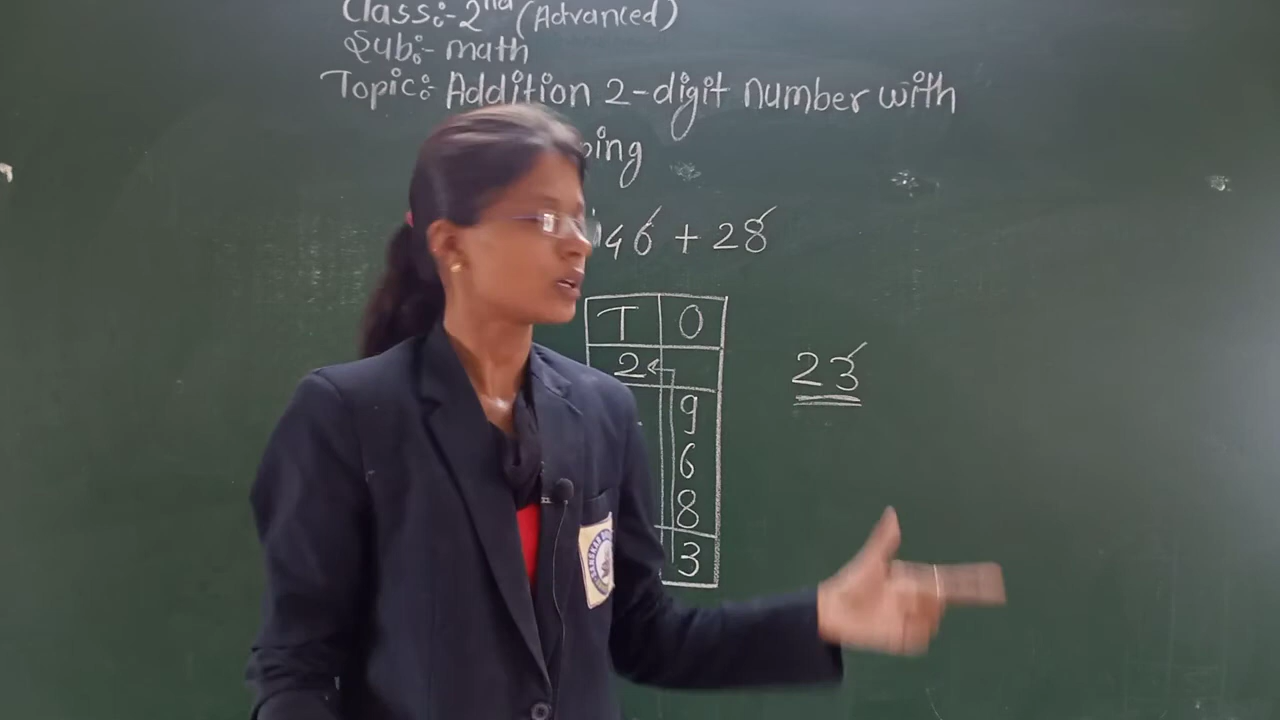 Class:- 2nd (Advanced)
Sub:- math
Topic:- Addition 2-digit number with
ping
46 + 28
T O
2
9
6
8
3
23